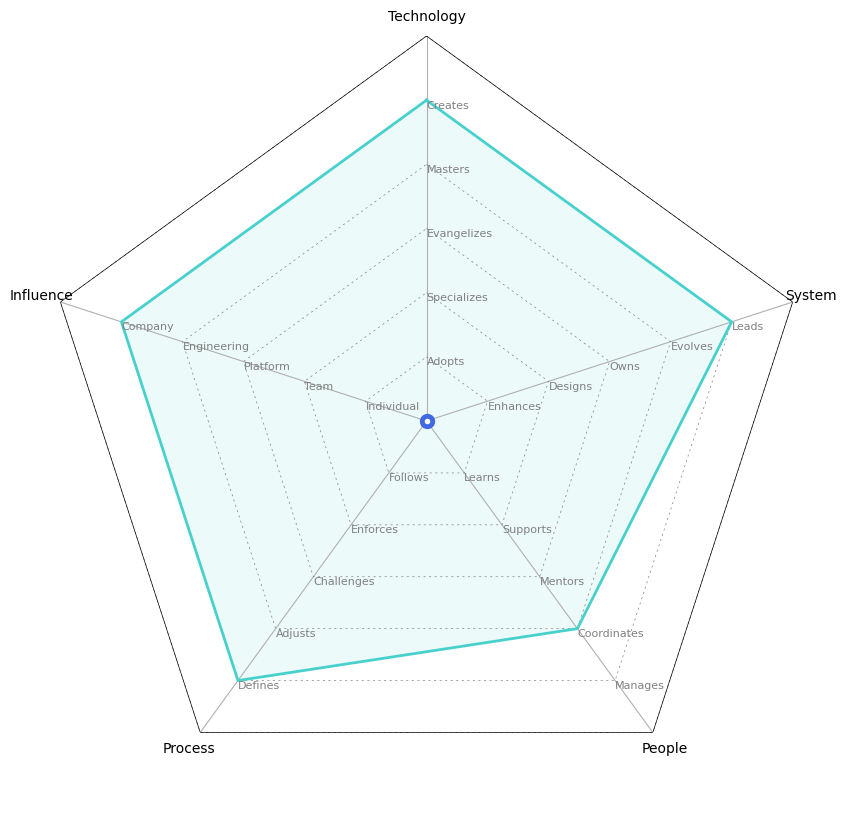 Technology
Creates
Masters
Evangelizes
Specializes
Adopts
Influence
System
Company
Leads
Engineering
Evolves
Platform
Owns
Team
Designs
Individual
Enhances
Follows
Learns
Enforces
Supports
Challenges
Mentors
Adjusts
Coordinates
Defines
Manages
Process
People